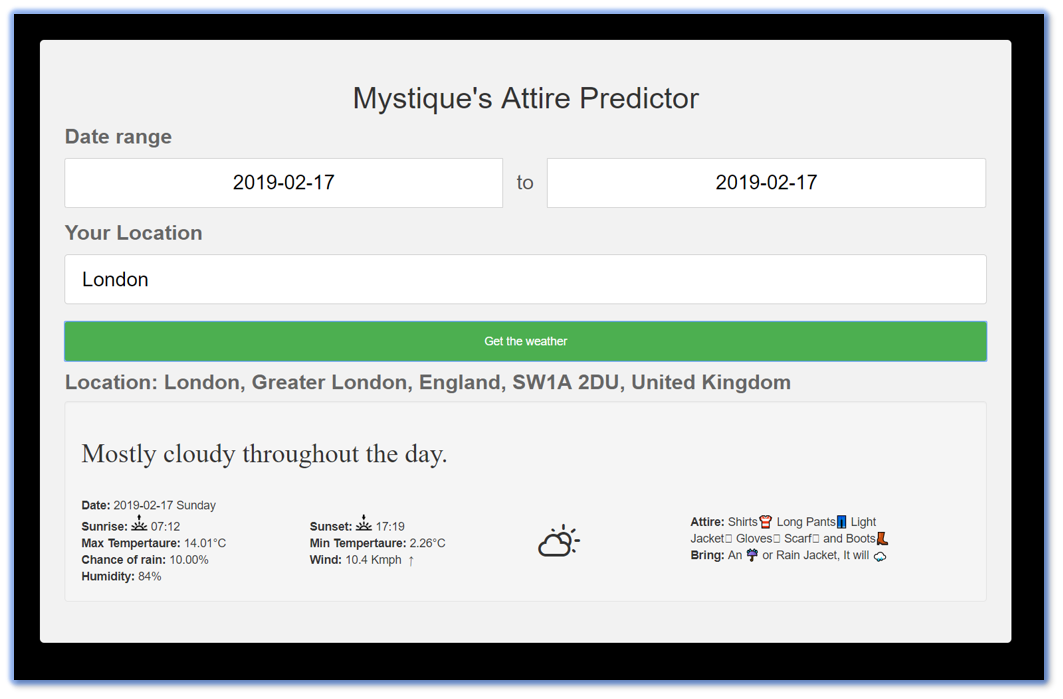 Mystique's Attire Predictor
Date range
2019-02-17 to 2019-02-17
Your Location
London
Get the weather
Location: London, Greater London, England, SW1A 2DU, United Kingdom
Mostly cloudy throughout the day.
Date: 2019-02-17 Sunday
Sunrise: 07:12
Max Tempertaure: 14.01°C
Chance of rain: 10.00%
Humidity: 84%
Sunset: 17:19
Min Tempertaure: 2.26°C
Wind: 10.4 Kmph ↑
Attire: Shirts Long Pants Light
Jacket Gloves Scarf and Boots
Bring: An or Rain Jacket, It will